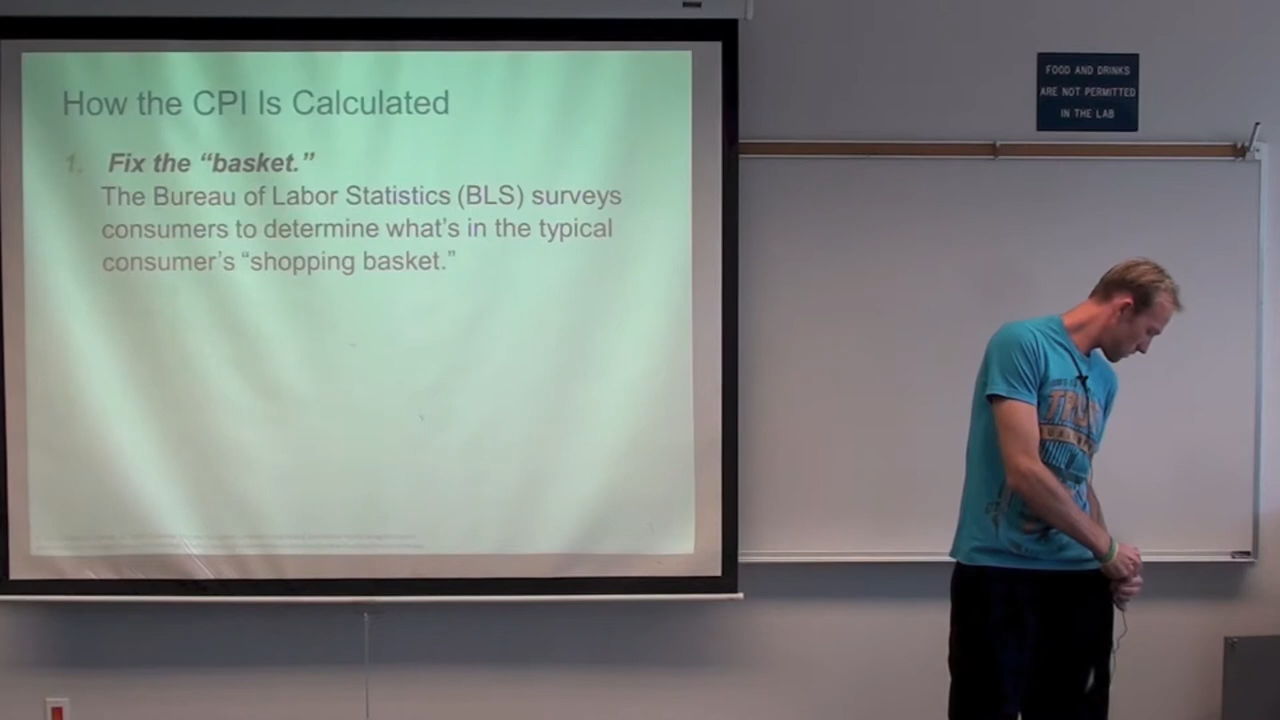 How the CPI Is Calculated
1. Fix the “basket.”
The Bureau of Labor Statistics (BLS) surveys
consumers to determine what’s in the typical
consumer’s “shopping basket.”
FOOD AND DRINKS
ARE NOT PERMITTED
IN THE LAB